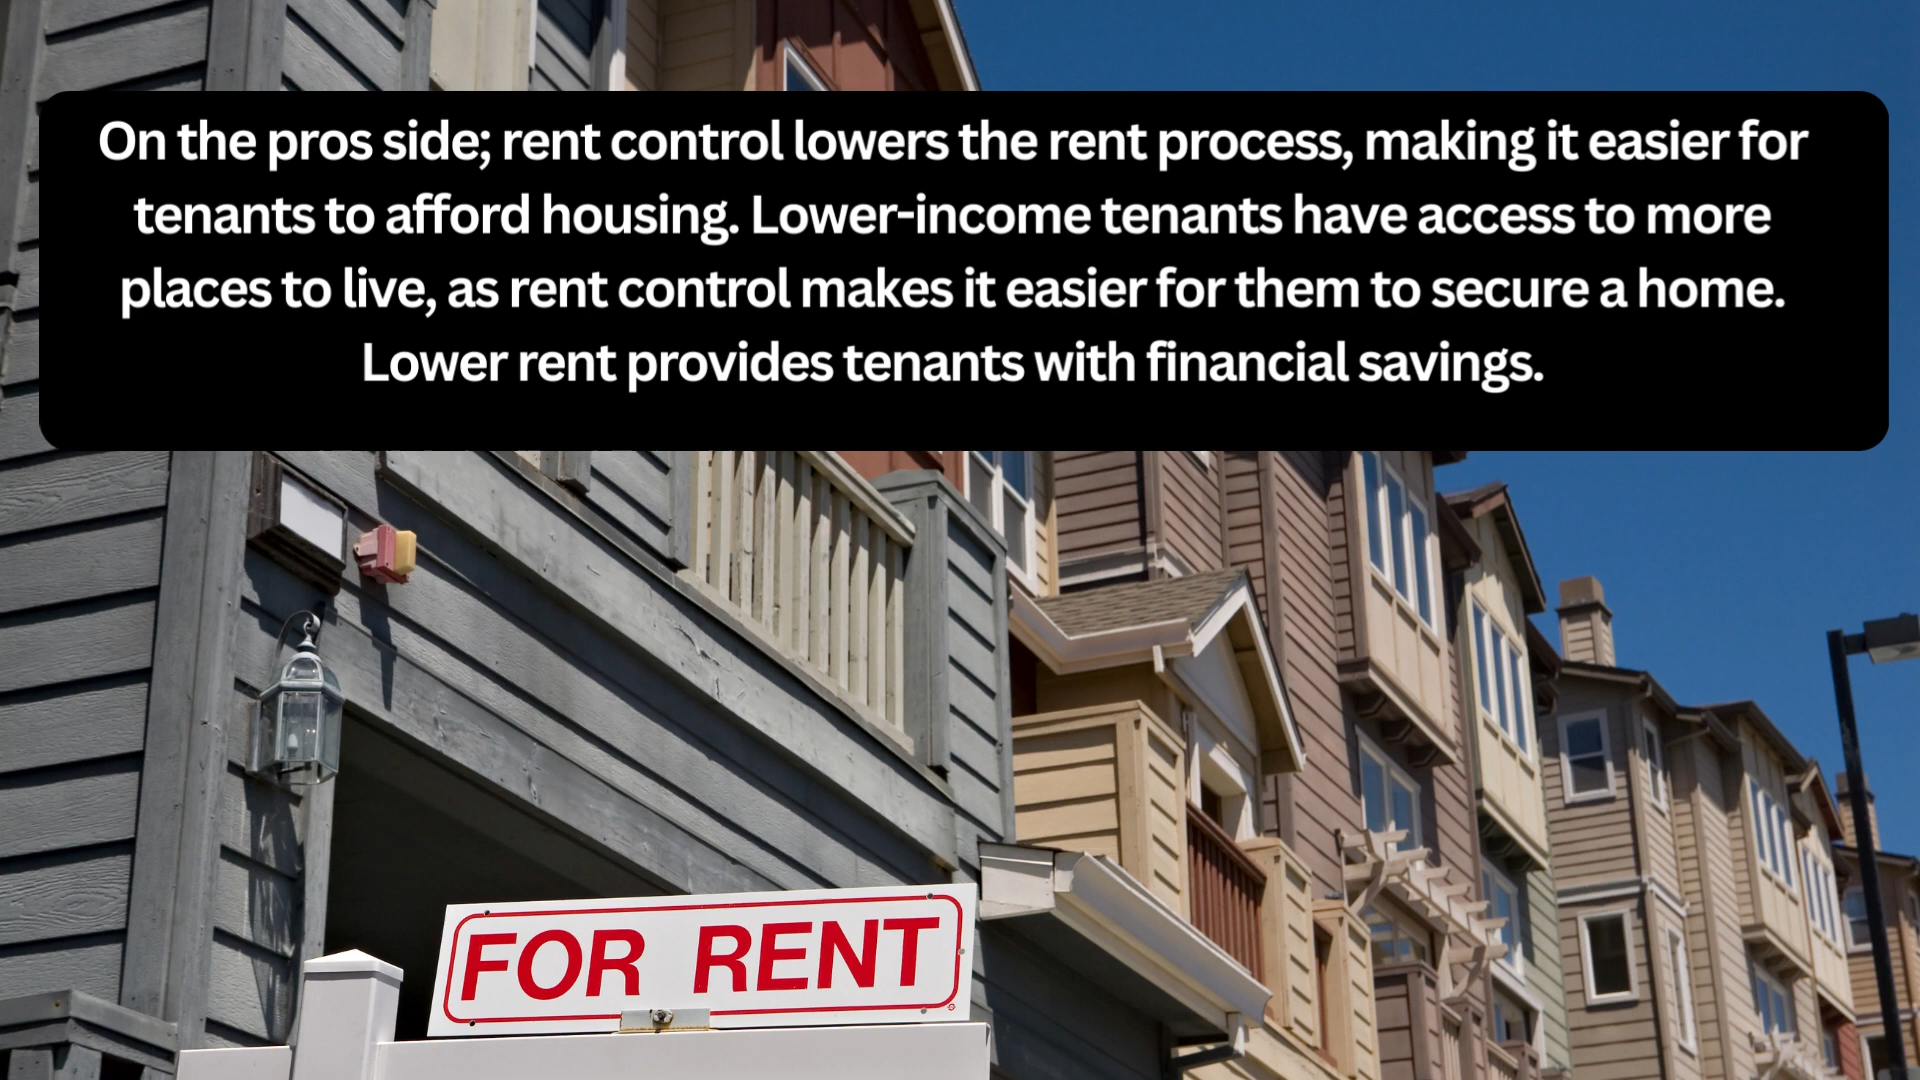 On the pros side; rent control lowers the rent process, making it easier for
tenants to afford housing. Lower-income tenants have access to more
places to live, as rent control makes it easier for them to secure a home.
Lower rent provides tenants with financial savings.
FOR RENT